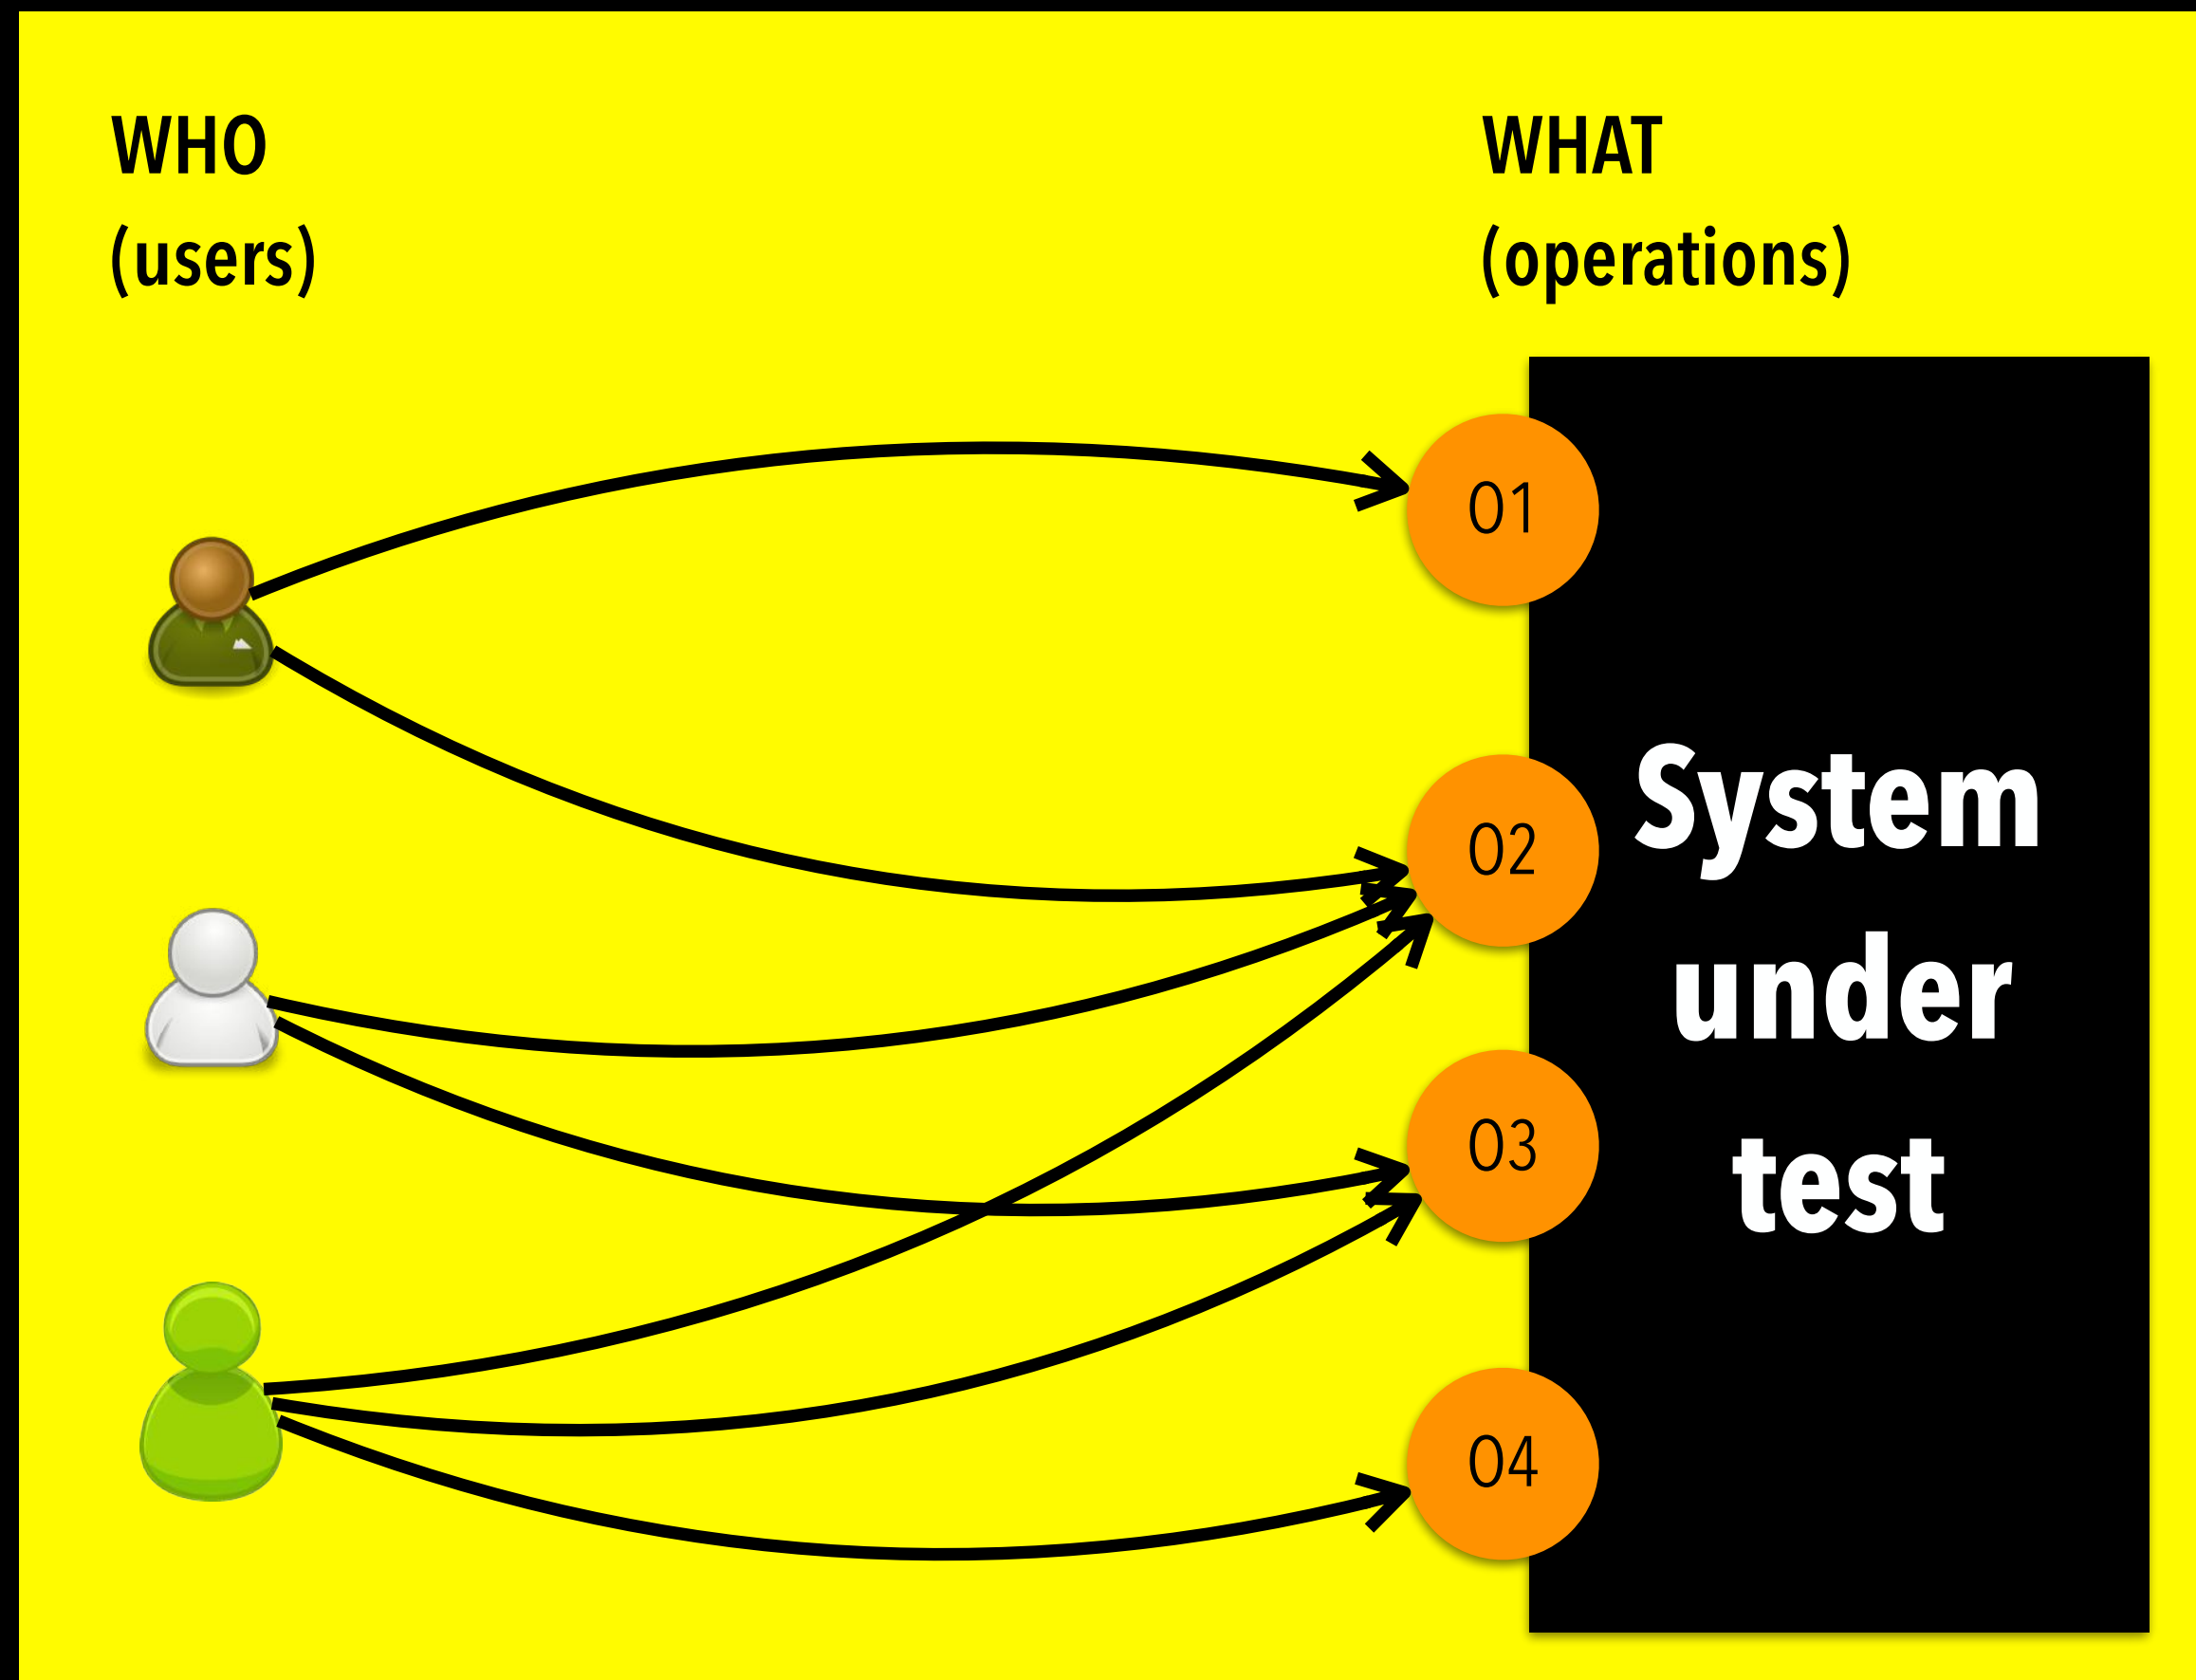 WHO
(users)
WHAT
(operations)
O1
O2
O3
O4
System
under
test